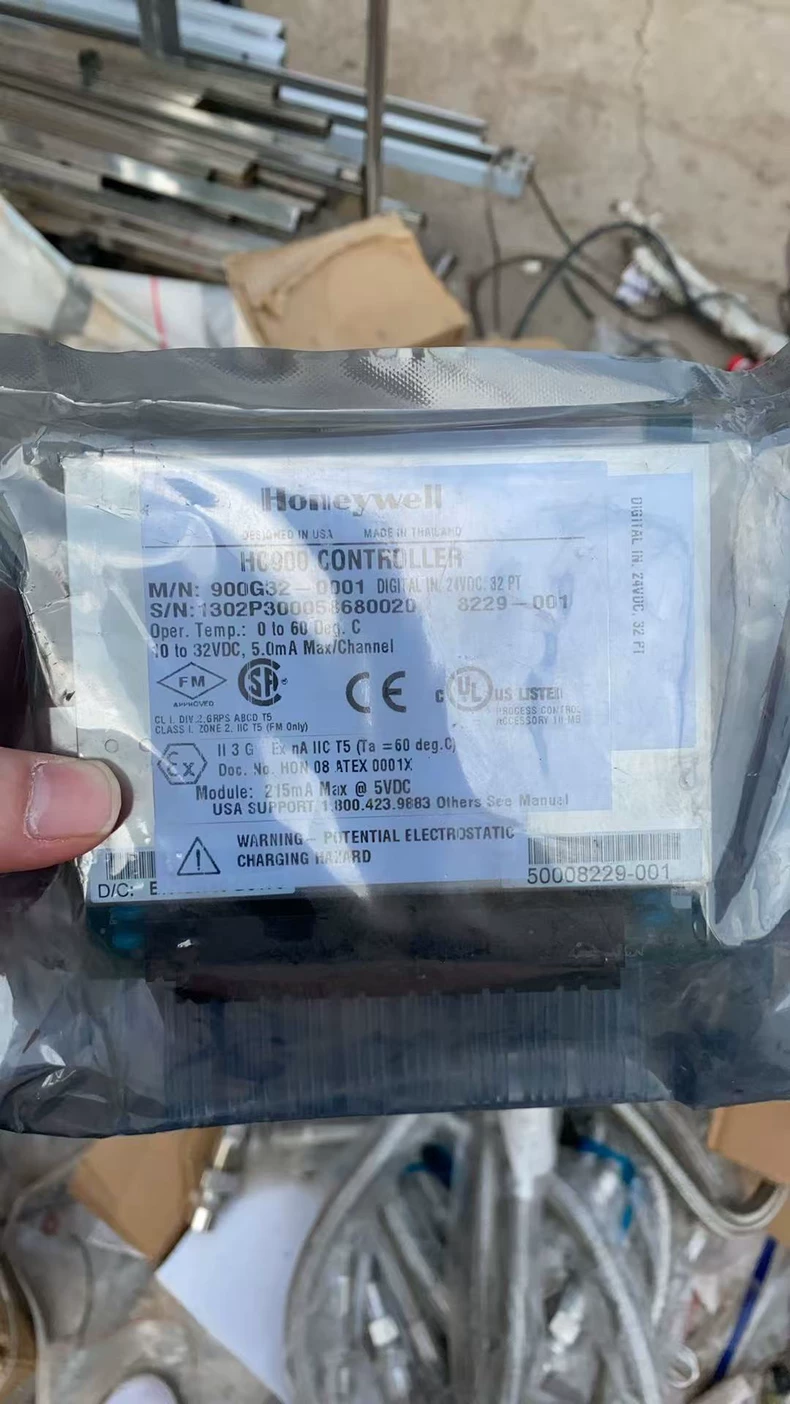 Honeywell
DESIGNED IN USA MADE IN THAILAND
HC900 CONTROLLER
M/N: 900G32-0001 DIGITAL IN, 24VDC, 32 PT
S/N: 8229-001
Oper. Temp.: 0 to 60 Deg. C
10 to 32VDC, 5.0mA Max/Channel
FM
APPROVED
CE
c UL US LISTED
PROCESS CONTROL
ACCESSORY
CL I, DIV.2,GRPS ABCD T5
CLASS I, ZONE 2, IIC T5 (FM Only)
Ex
II 3 G Ex nA IIC T5 (Ta =60 deg.C)
Doc. No. HON 08 ATEX 0001X
Module: 215mA Max @ 5VDC
USA SUPPORT 1.800.423.9883 Others See Manual
WARNING- POTENTIAL ELECTROSTATIC
CHARGING HAZARD
D/C:
50008229-001
DIGITAL IN, 24VDC, 32 PT